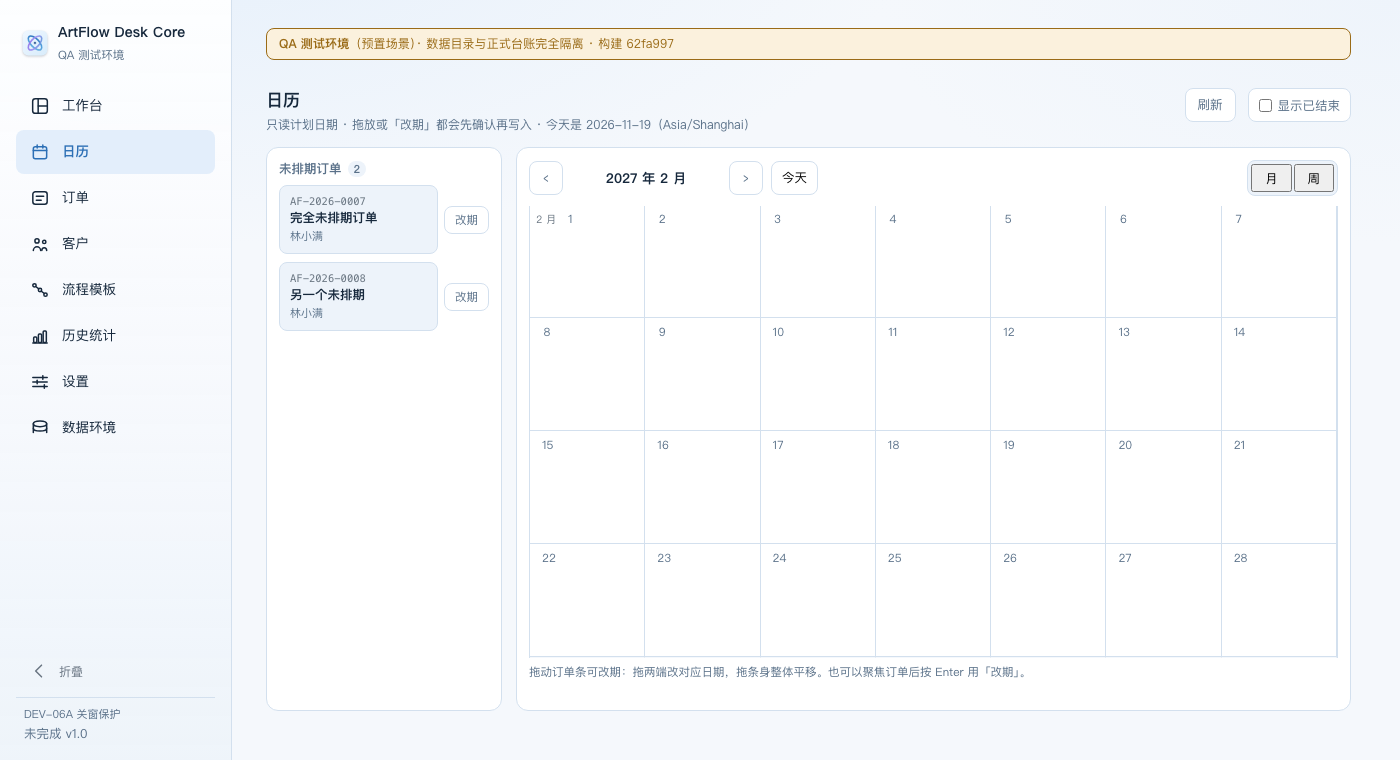 ArtFlow Desk Core
QA 测试环境
工作台
日历
订单
客户
流程模板
历史统计
设置
数据环境
折叠
DEV-06A 关窗保护
未完成 v1.0
QA 测试环境（预置场景）· 数据目录与正式台账完全隔离 · 构建 62fa997
日历
只读计划日期 · 拖放或「改期」都会先确认再写入 · 今天是 2026-11-19（Asia/Shanghai）
刷新
显示已结束
未排期订单 2
AF-2026-0007
完全未排期订单
林小满
改期
AF-2026-0008
另一个未排期
林小满
改期
< 2027 年 2 月 > 今天 月 周
2 月 1 2 3 4 5 6 7
8 9 10 11 12 13 14
15 16 17 18 19 20 21
22 23 24 25 26 27 28
拖动订单条可改期：拖两端改对应日期，拖条身整体平移。也可以聚焦订单后按 Enter 用「改期」。